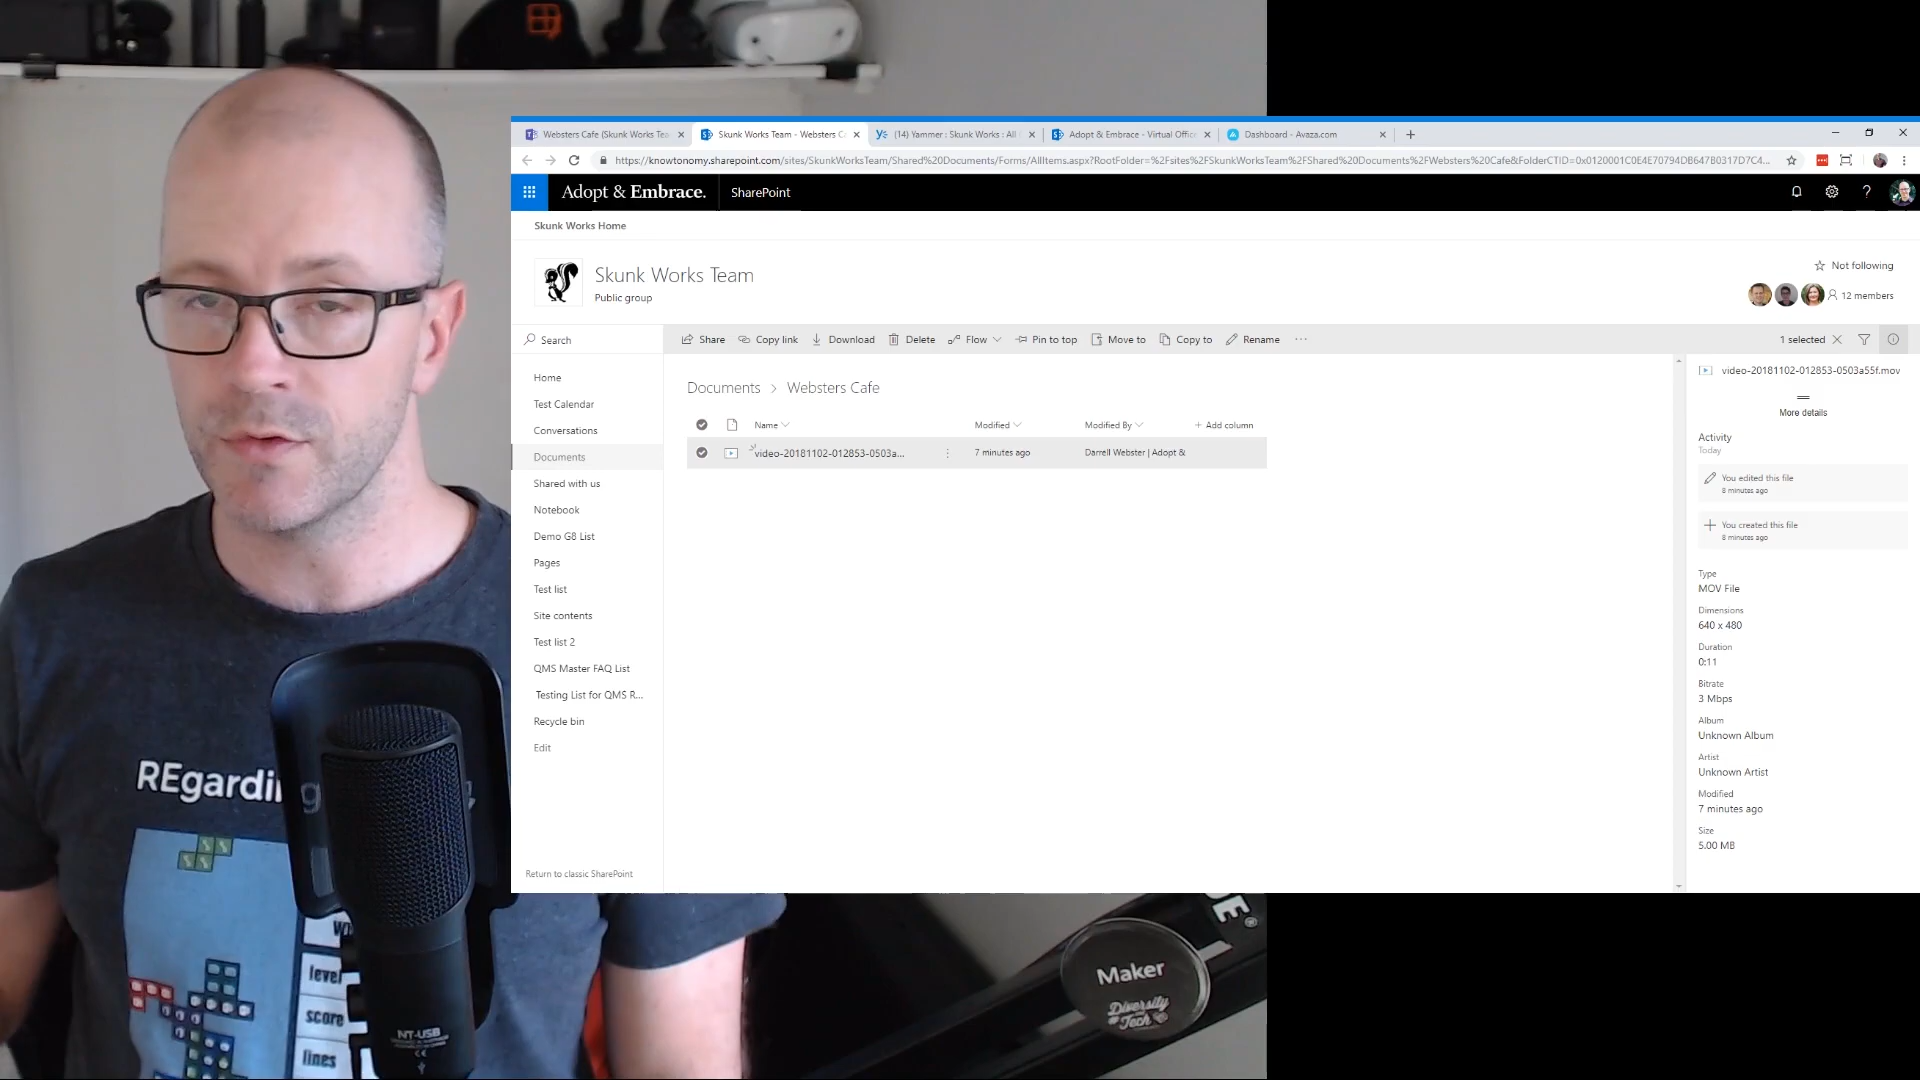 Websters Cafe (Skunk Works Tea
Skunk Works Team - Websters C
(14) Yammer : Skunk Works : All
Adopt & Embrace - Virtual Offic
Dashboard - Avaza.com
https://knowtonomy.sharepoint.com/sites/SkunkWorksTeam/Shared%20Documents/Forms/AllItems.aspx?RootFolder=%2Fsites%2FSkunkWorksTeam%2FShared%20Documents%2FWebsters%20Cafe&FolderCTID=0x0120001C0E4E70794DB647B0317D7C4...
Adopt & Embrace.
SharePoint
Skunk Works Home
Skunk Works Team
Public group
Not following
12 members
Search
Share
Copy link
Download
Delete
Flow
Pin to top
Move to
Copy to
Rename
...
1 selected
Home
Test Calendar
Conversations
Documents
Shared with us
Notebook
Demo G8 List
Pages
Test list
Site contents
Test list 2
QMS Master FAQ List
Testing List for QMS R...
Recycle bin
Edit
Return to classic SharePoint
Documents > Websters Cafe
Name
Modified
Modified By
+ Add column
video-20181102-012853-0503a...
7 minutes ago
Darrell Webster | Adopt &
video-20181102-012853-0503a55f.mov
More details
Activity
Today
You edited this file
8 minutes ago
You created this file
8 minutes ago
Type
MOV File
Dimensions
640 x 480
Duration
0:11
Bitrate
3 Mbps
Album
Unknown Album
Artist
Unknown Artist
Modified
7 minutes ago
Size
5.00 MB
REgarding
level
score
lines
NT-USB
Maker
Diversity
Tech